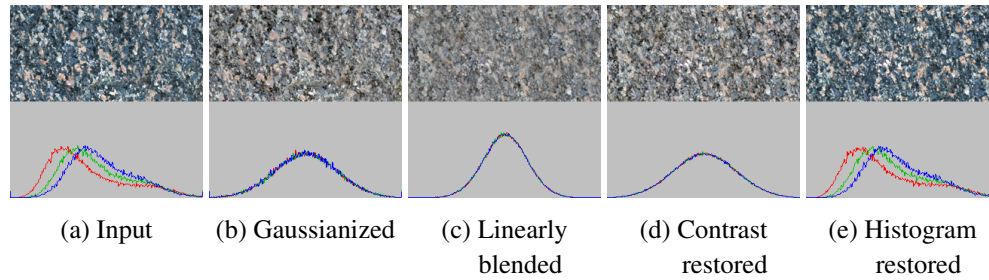 (a) Input
(b) Gaussianized
(c) Linearly
blended
(d) Contrast
restored
(e) Histogram
restored